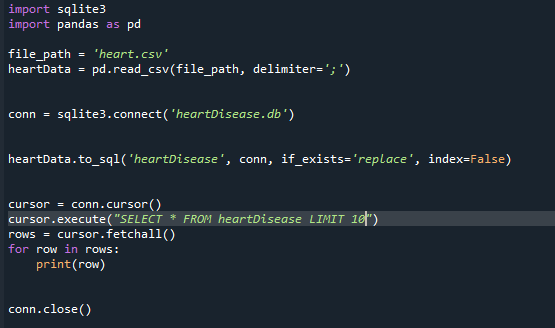 import sqlite3
import pandas as pd
file_path = 'heart.csv'
heartData = pd.read_csv(file_path, delimiter=';')
conn = sqlite3.connect('heartDisease.db')
heartData.to_sql('heartDisease', conn, if_exists='replace', index=False)
cursor = conn.cursor()
cursor.execute("SELECT * FROM heartDisease LIMIT 10")
rows = cursor.fetchall()
for row in rows:
    print(row)
conn.close()